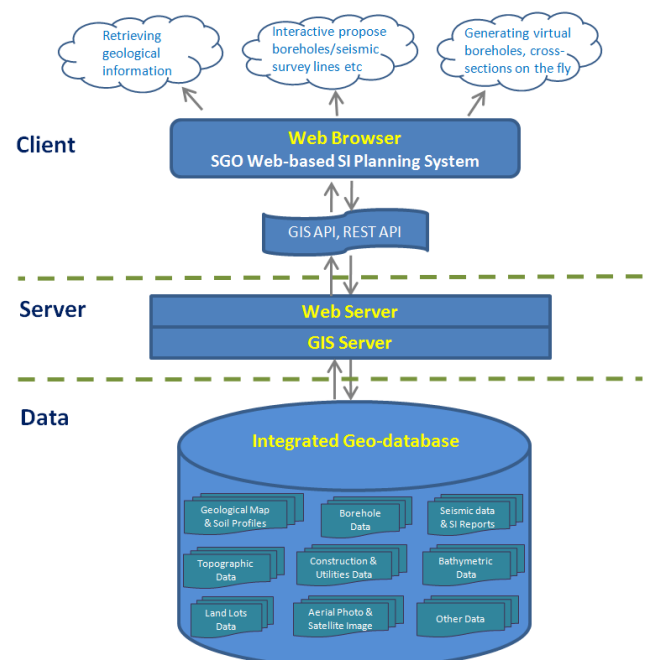 Retrieving
geological
information
Interactive propose
boreholes/seismic
survey lines etc
Generating virtual
boreholes, cross-
sections on the fly
Client
Web Browser
SGO Web-based SI Planning System
GIS API, REST API
Server
Web Server
GIS Server
Data
Integrated Geo-database
Geological Map
& Soil Profiles
Borehole
Data
Seismic data
& SI Reports
Topographic
Data
Construction &
Utilities Data
Bathymetric
Data
Land Lots
Data
Aerial Photo &
Satellite Image
Other Data